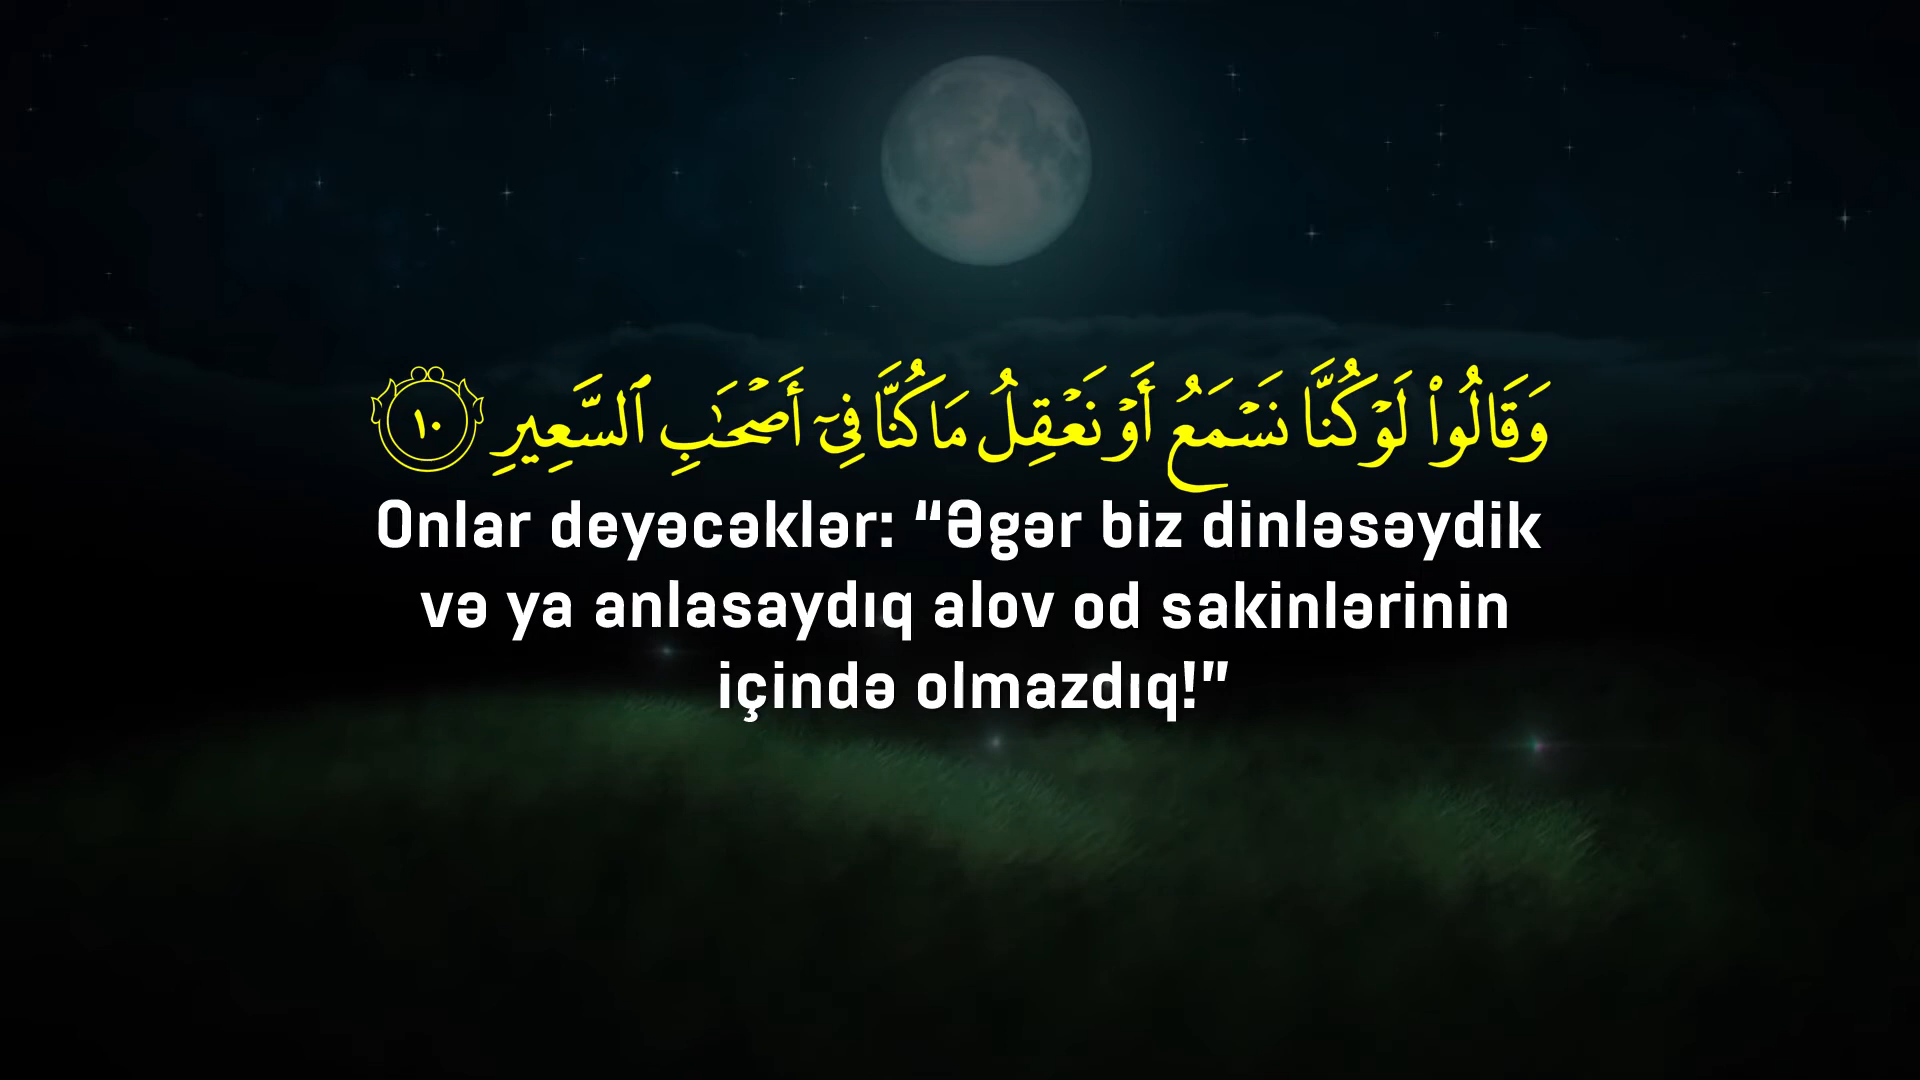 وَقَالُوا۟ لَوْ كُنَّا نَسْمَعُ أَوْ نَعْقِلُ مَا كُنَّا فِىٓ أَصْحَٰبِ ٱلسَّعِيرِ ١٠
Onlar deyəcəklər: “Əgər biz dinləsəydik
və ya anlasaydıq alov od sakinlərinin
içində olmazdıq!”